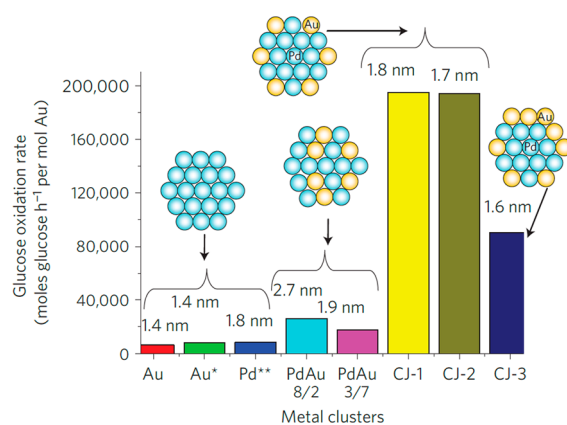 Au
Pd
1.8 nm
1.7 nm
200,000
160,000
120,000
80,000
40,000
0
Glucose oxidation rate
(moles glucose h⁻¹ per mol Au)
Au
Pd
1.6 nm
2.7 nm
1.9 nm
1.4 nm
1.4 nm
1.8 nm
Au Au* Pd** PdAu PdAu CJ-1 CJ-2 CJ-3
8/2 3/7
Metal clusters